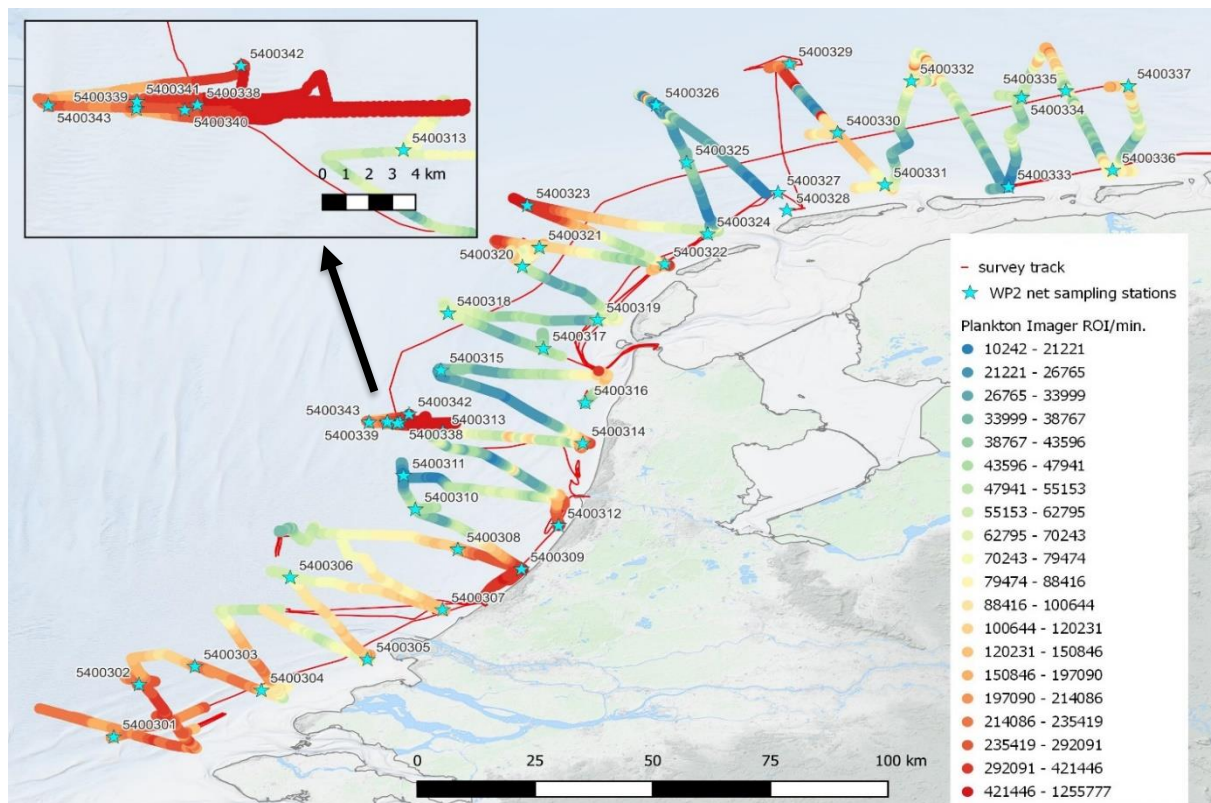 5400342
5400339
5400341
5400338
5400343
5400340
5400313
0 1 2 3 4 km
5400329
5400332
5400335
5400337
5400334
5400326
5400330
5400325
5400331
5400336
5400327
5400333
5400328
5400323
5400324
5400321
5400322
5400320
5400318
5400319
5400317
5400315
5400316
5400343
5400342
5400313
5400339
5400338
5400314
5400311
5400310
5400312
5400308
5400309
5400306
5400307
5400305
5400303
5400302
5400304
5400301
survey track
WP2 net sampling stations
Plankton Imager ROI/min.
10242 - 21221
21221 - 26765
26765 - 33999
33999 - 38767
38767 - 43596
43596 - 47941
47941 - 55153
55153 - 62795
62795 - 70243
70243 - 79474
79474 - 88416
88416 - 100644
100644 - 120231
120231 - 150846
150846 - 197090
197090 - 214086
214086 - 235419
235419 - 292091
292091 - 421446
421446 - 1255777
0 25 50 75 100 km